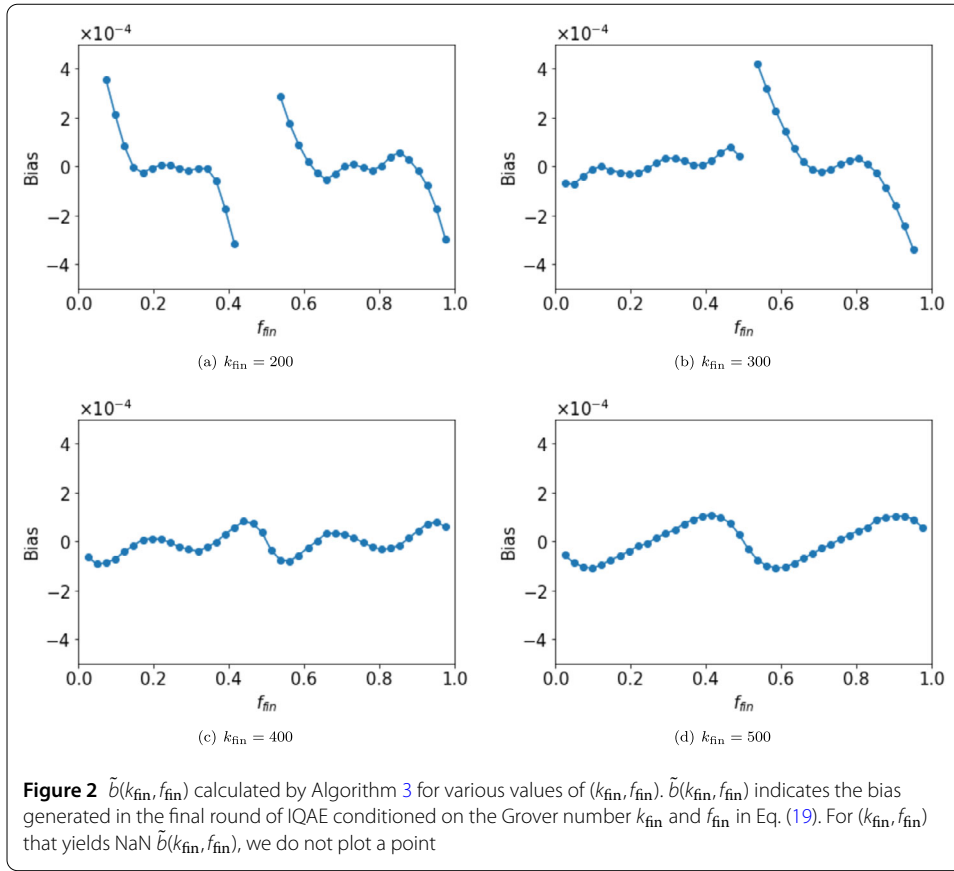 ×10⁻⁴
4
2
0
−2
−4
Bias
0.0 0.2 0.4 0.6 0.8 1.0
f_fin
(a) k_fin = 200
×10⁻⁴
4
2
0
−2
−4
Bias
0.0 0.2 0.4 0.6 0.8 1.0
f_fin
(b) k_fin = 300
×10⁻⁴
4
2
0
−2
−4
Bias
0.0 0.2 0.4 0.6 0.8 1.0
f_fin
(c) k_fin = 400
×10⁻⁴
4
2
0
−2
−4
Bias
0.0 0.2 0.4 0.6 0.8 1.0
f_fin
(d) k_fin = 500
Figure 2 b̃(k_fin, f_fin) calculated by Algorithm 3 for various values of (k_fin, f_fin). b̃(k_fin, f_fin) indicates the bias
generated in the final round of IQAE conditioned on the Grover number k_fin and f_fin in Eq. (19). For (k_fin, f_fin)
that yields NaN b̃(k_fin, f_fin), we do not plot a point